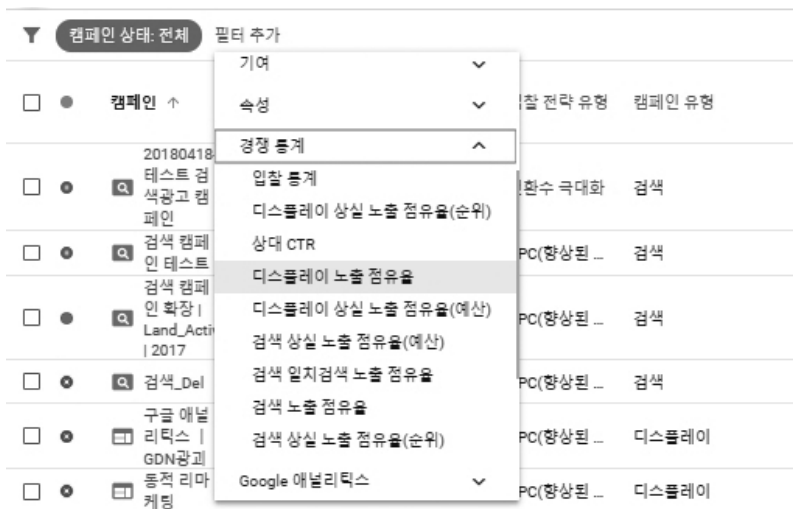 캠페인 상태: 전체 필터 추가
기여
속성
경쟁 통계
입찰 통계
디스플레이 상실 노출 점유율(순위)
상대 CTR
디스플레이 노출 점유율
디스플레이 상실 노출 점유율(예산)
검색 상실 노출 점유율(예산)
검색 일치검색 노출 점유율
검색 노출 점유율
검색 상실 노출 점유율(순위)
Google 애널리틱스
캠페인 ↑ 찰 전략 유형 캠페인 유형
20180418-
테스트 검
색광고 캠
페인
환수 극대화 검색
검색 캠페
인 테스트
PC(향상된 ... 검색
검색 캠페
인 확장 |
Land_Acti
| 2017
PC(향상된 ... 검색
검색_Del PC(향상된 ... 검색
구글 애널
리틱스 |
GDN광고
PC(향상된 ... 디스플레이
동적 리마
케팅
PC(향상된 ... 디스플레이